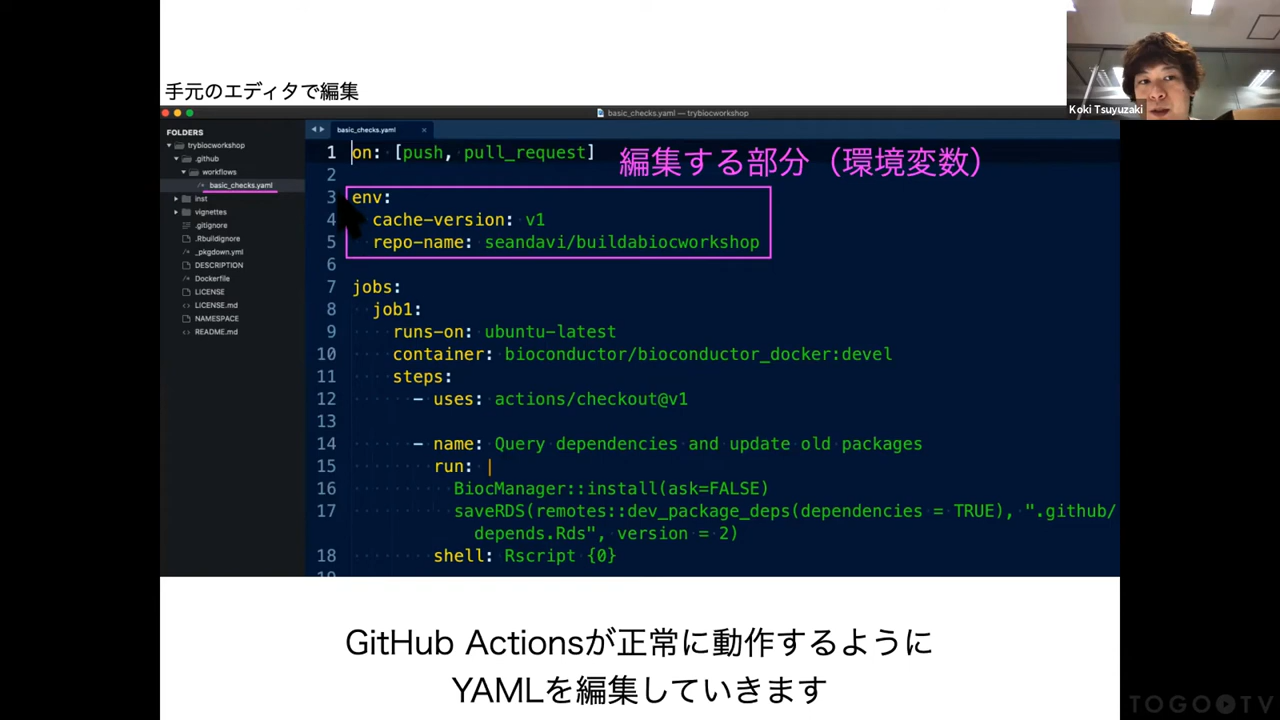 手元のエディタで編集
Koki Tsuyuzaki
basic_checks.yaml — trybiocworkshop
FOLDERS
trybiocworkshop
.github
workflows
basic_checks.yaml
inst
vignettes
.gitignore
.Rbuildignore
_pkgdown.yml
DESCRIPTION
Dockerfile
LICENSE
LICENSE.md
NAMESPACE
README.md
basic_checks.yaml ×
編集する部分（環境変数）
1 on: [push, pull_request]
2
3 env:
4 cache-version: v1
5 repo-name: seandavi/buildabiocworkshop
6
7 jobs:
8 job1:
9 runs-on: ubuntu-latest
10 container: bioconductor/bioconductor_docker:devel
11 steps:
12 - uses: actions/checkout@v1
13
14 - name: Query dependencies and update old packages
15 run: |
16 BiocManager::install(ask=FALSE)
17 saveRDS(remotes::dev_package_deps(dependencies = TRUE), ".github/
depends.Rds", version = 2)
18 shell: Rscript {0}
GitHub Actionsが正常に動作するように
YAMLを編集していきます
TOGO TV